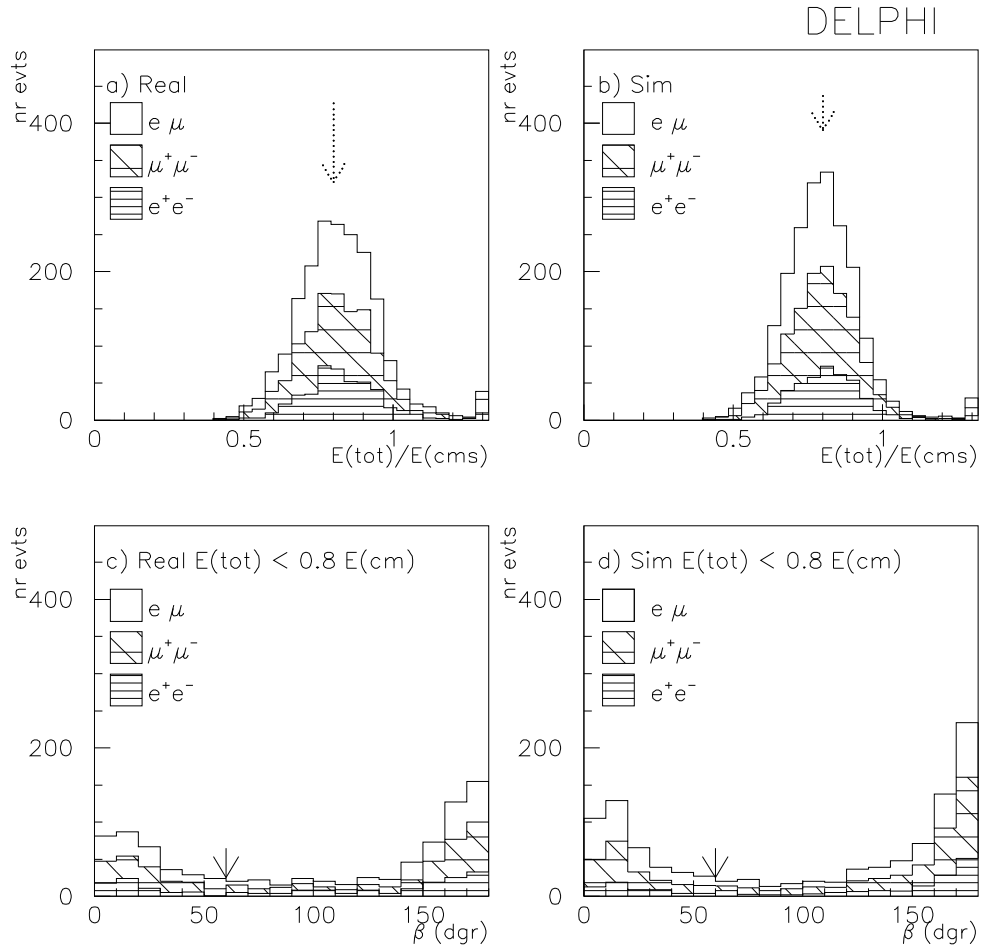 DELPHI
nr evts
a) Real
e μ
μ⁺μ⁻
e⁺e⁻
400
200
0
0
0.5
1
E(tot)/E(cms)
nr evts
b) Sim
e μ
μ⁺μ⁻
e⁺e⁻
400
200
0
0
0.5
1
E(tot)/E(cms)
nr evts
c) Real E(tot) < 0.8 E(cm)
e μ
μ⁺μ⁻
e⁺e⁻
400
200
0
0
50
100
150
β (dgr)
nr evts
d) Sim E(tot) < 0.8 E(cm)
e μ
μ⁺μ⁻
e⁺e⁻
400
200
0
0
50
100
150
β (dgr)